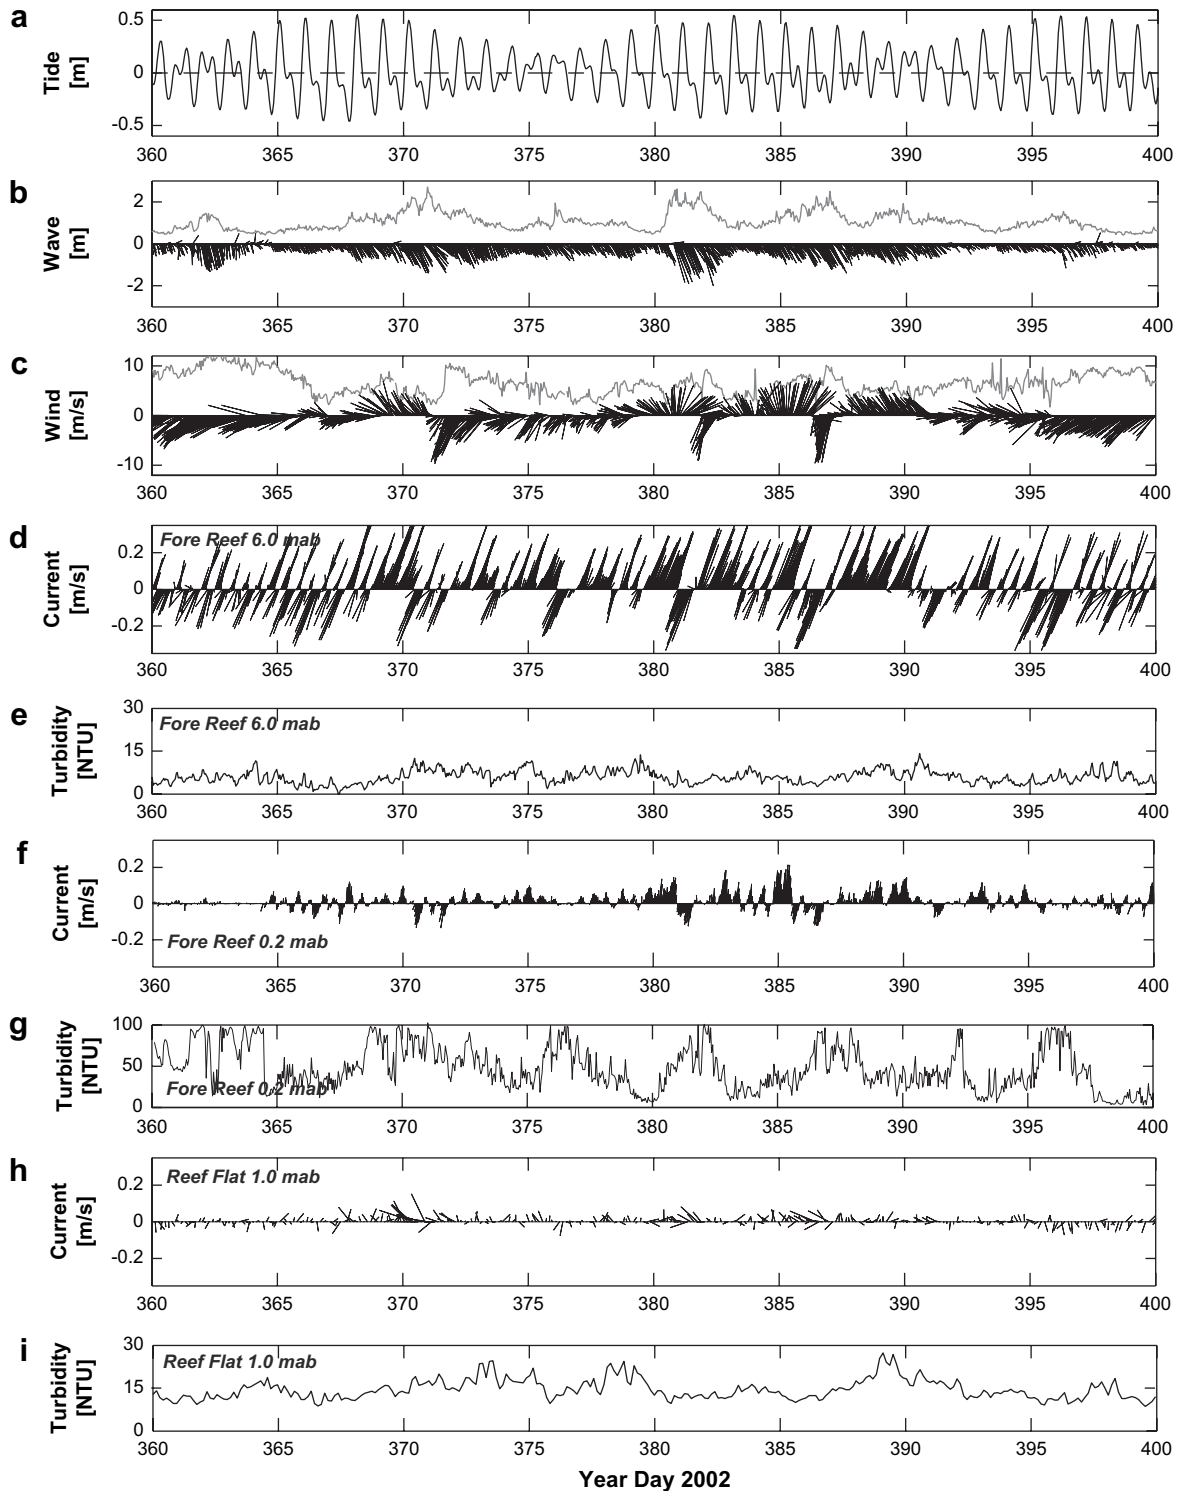 a
Tide
[m]
0.5
0
-0.5
360 365 370 375 380 385 390 395 400
b
Wave
[m]
2
0
-2
360 365 370 375 380 385 390 395 400
c
Wind
[m/s]
10
0
-10
360 365 370 375 380 385 390 395 400
d
Current
[m/s]
Fore Reef 6.0 mab
0.2
0
-0.2
360 365 370 375 380 385 390 395 400
e
Turbidity
[NTU]
Fore Reef 6.0 mab
30
15
0
360 365 370 375 380 385 390 395 400
f
Current
[m/s]
0.2
0
-0.2
Fore Reef 0.2 mab
360 365 370 375 380 385 390 395 400
g
Turbidity
[NTU]
100
50
0
Fore Reef 0.2 mab
360 365 370 375 380 385 390 395 400
h
Current
[m/s]
Reef Flat 1.0 mab
0.2
0
-0.2
360 365 370 375 380 385 390 395 400
i
Turbidity
[NTU]
Reef Flat 1.0 mab
30
15
0
360 365 370 375 380 385 390 395 400
Year Day 2002